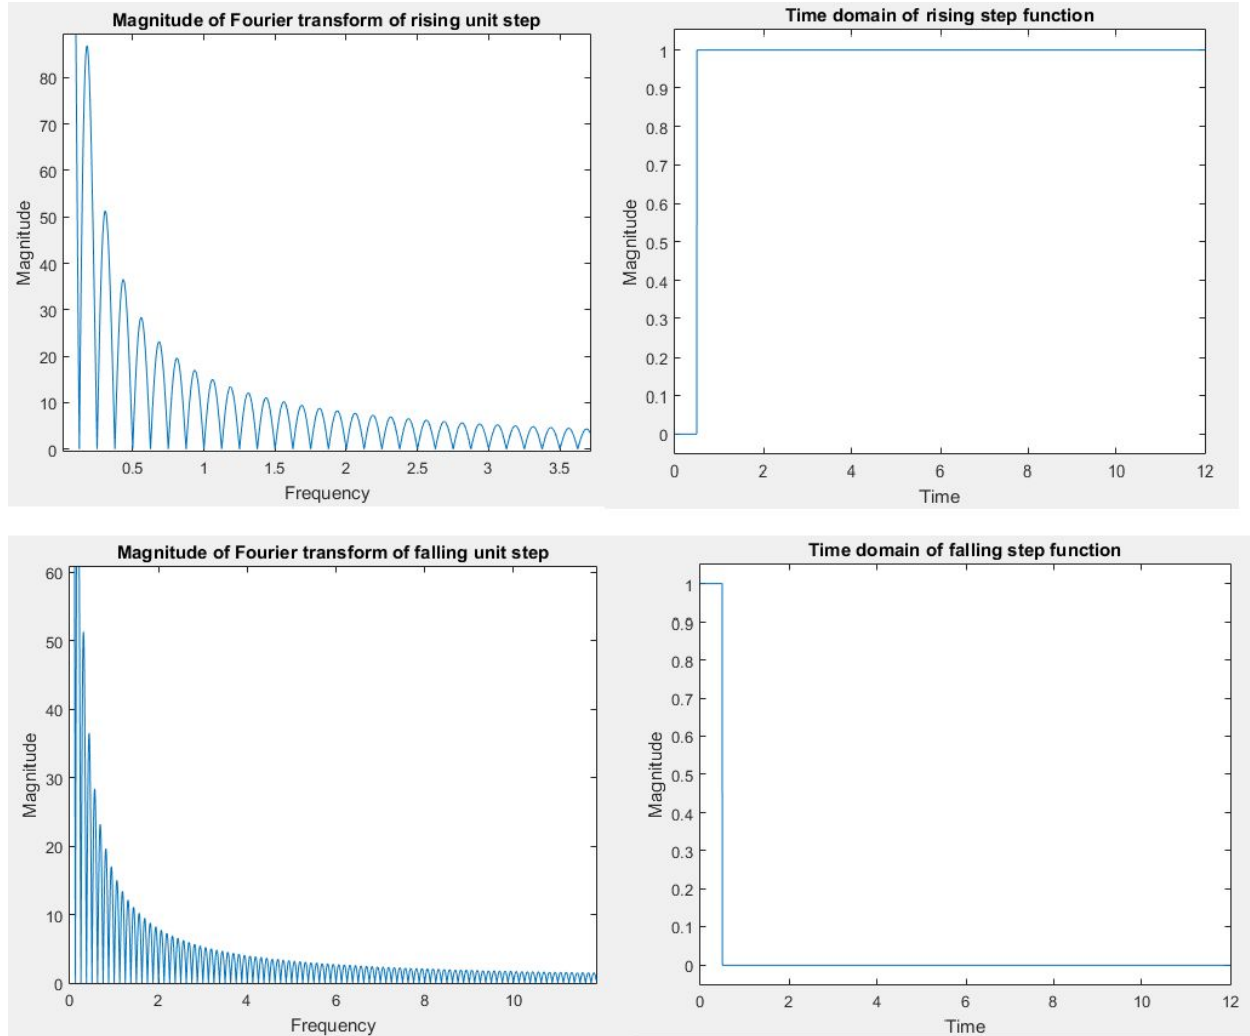 Magnitude of Fourier transform of rising unit step
80
70
60
50
40
30
20
10
0
Magnitude
0.5 1 1.5 2 2.5 3 3.5
Frequency
Time domain of rising step function
1
0.9
0.8
0.7
0.6
0.5
0.4
0.3
0.2
0.1
0
Magnitude
0 2 4 6 8 10 12
Time
Magnitude of Fourier transform of falling unit step
60
50
40
30
20
10
0
Magnitude
0 2 4 6 8 10
Frequency
Time domain of falling step function
1
0.9
0.8
0.7
0.6
0.5
0.4
0.3
0.2
0.1
0
Magnitude
0 2 4 6 8 10 12
Time